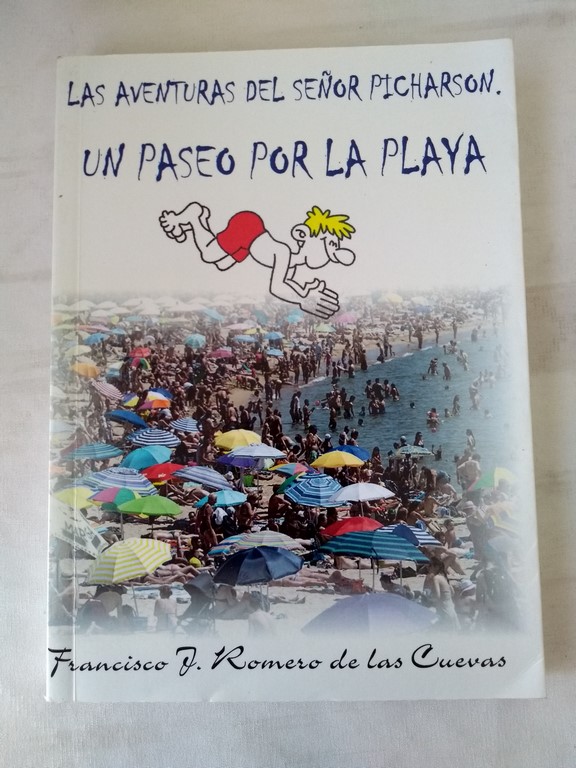 LAS AVENTURAS DEL SEÑOR PICHARSON.
UN PASEO POR LA PLAYA
Francisco J. Romero de las Cuevas